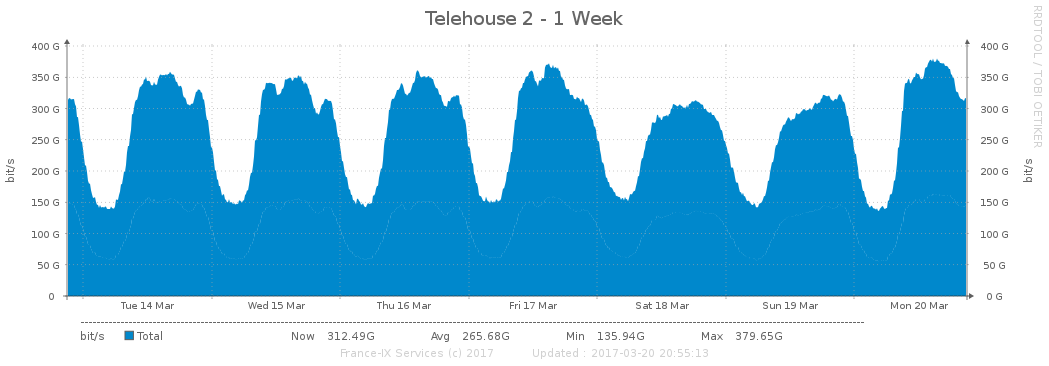 Telehouse 2 - 1 Week
RRDTOOL / TOBI OETIKER
400 G 400 G
350 G 350 G
300 G 300 G
250 G 250 G
200 G 200 G
150 G 150 G
100 G 100 G
50 G 50 G
0 0 G
bit/s
bit/s
Tue 14 Mar Wed 15 Mar Thu 16 Mar Fri 17 Mar Sat 18 Mar Sun 19 Mar Mon 20 Mar
bit/s Total Now 312.49G Avg 265.68G Min 135.94G Max 379.65G
France-IX Services (c) 2017 Updated : 2017-03-20 20:55:13